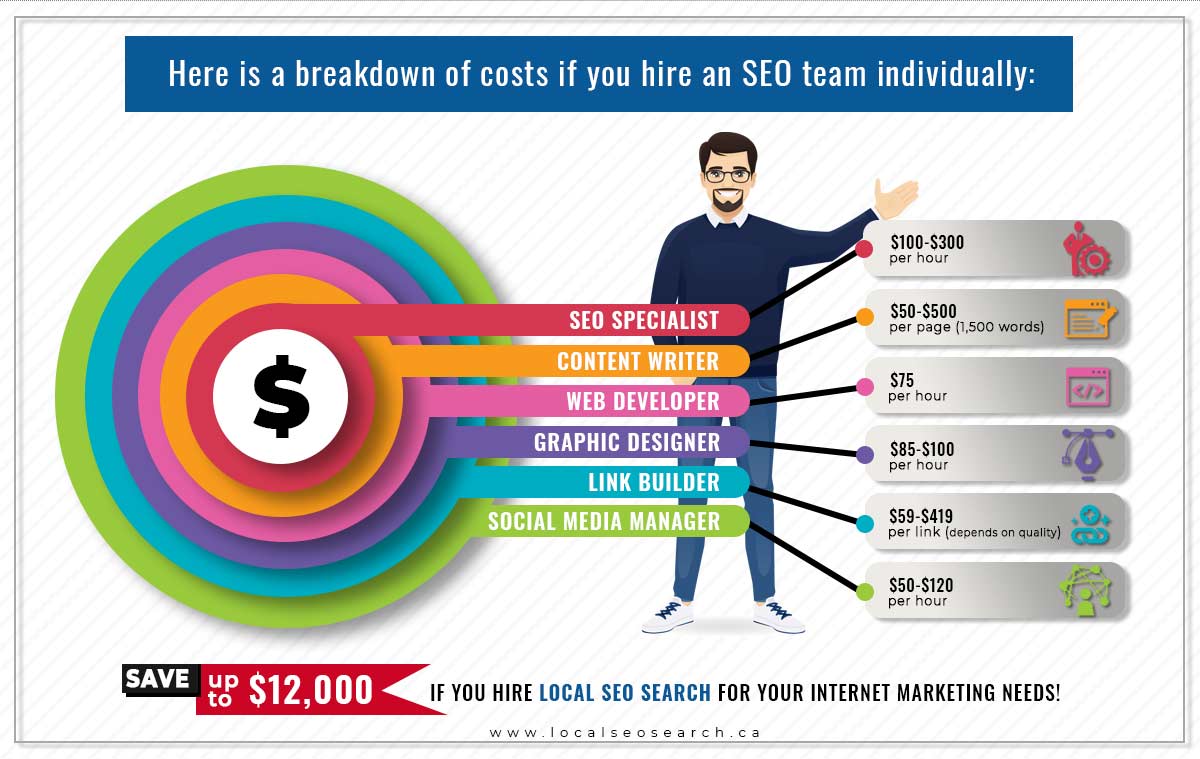 Here is a breakdown of costs if you hire an SEO team individually:
$
SEO SPECIALIST
$100-$300
per hour
CONTENT WRITER
$50-$500
per page (1,500 words)
WEB DEVELOPER
$75
per hour
GRAPHIC DESIGNER
$85-$100
per hour
LINK BUILDER
$59-$419
per link (depends on quality)
SOCIAL MEDIA MANAGER
$50-$120
per hour
SAVE up to $12,000 IF YOU HIRE LOCAL SEO SEARCH FOR YOUR INTERNET MARKETING NEEDS!
www.localseosearch.ca